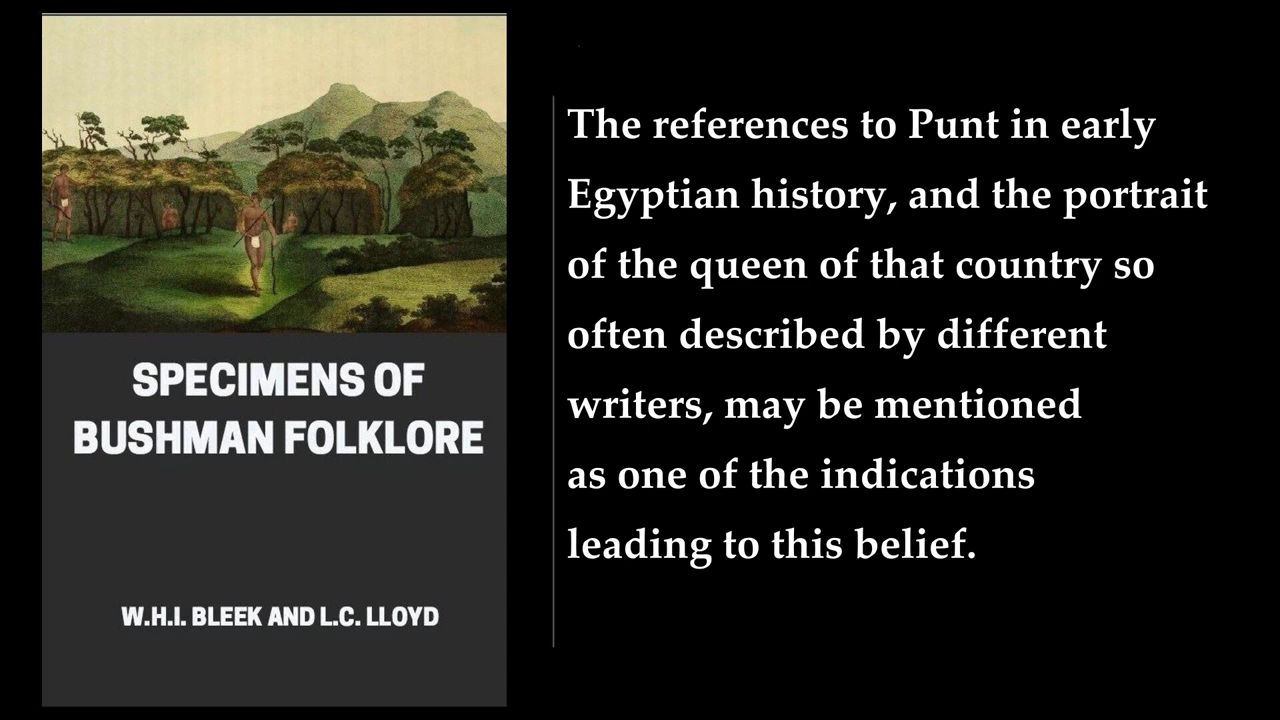 SPECIMENS OF
BUSHMAN FOLKLORE
W.H.I. BLEEK AND L.C. LLOYD
The references to Punt in early
Egyptian history, and the portrait
of the queen of that country so
often described by different
writers, may be mentioned
as one of the indications
leading to this belief.